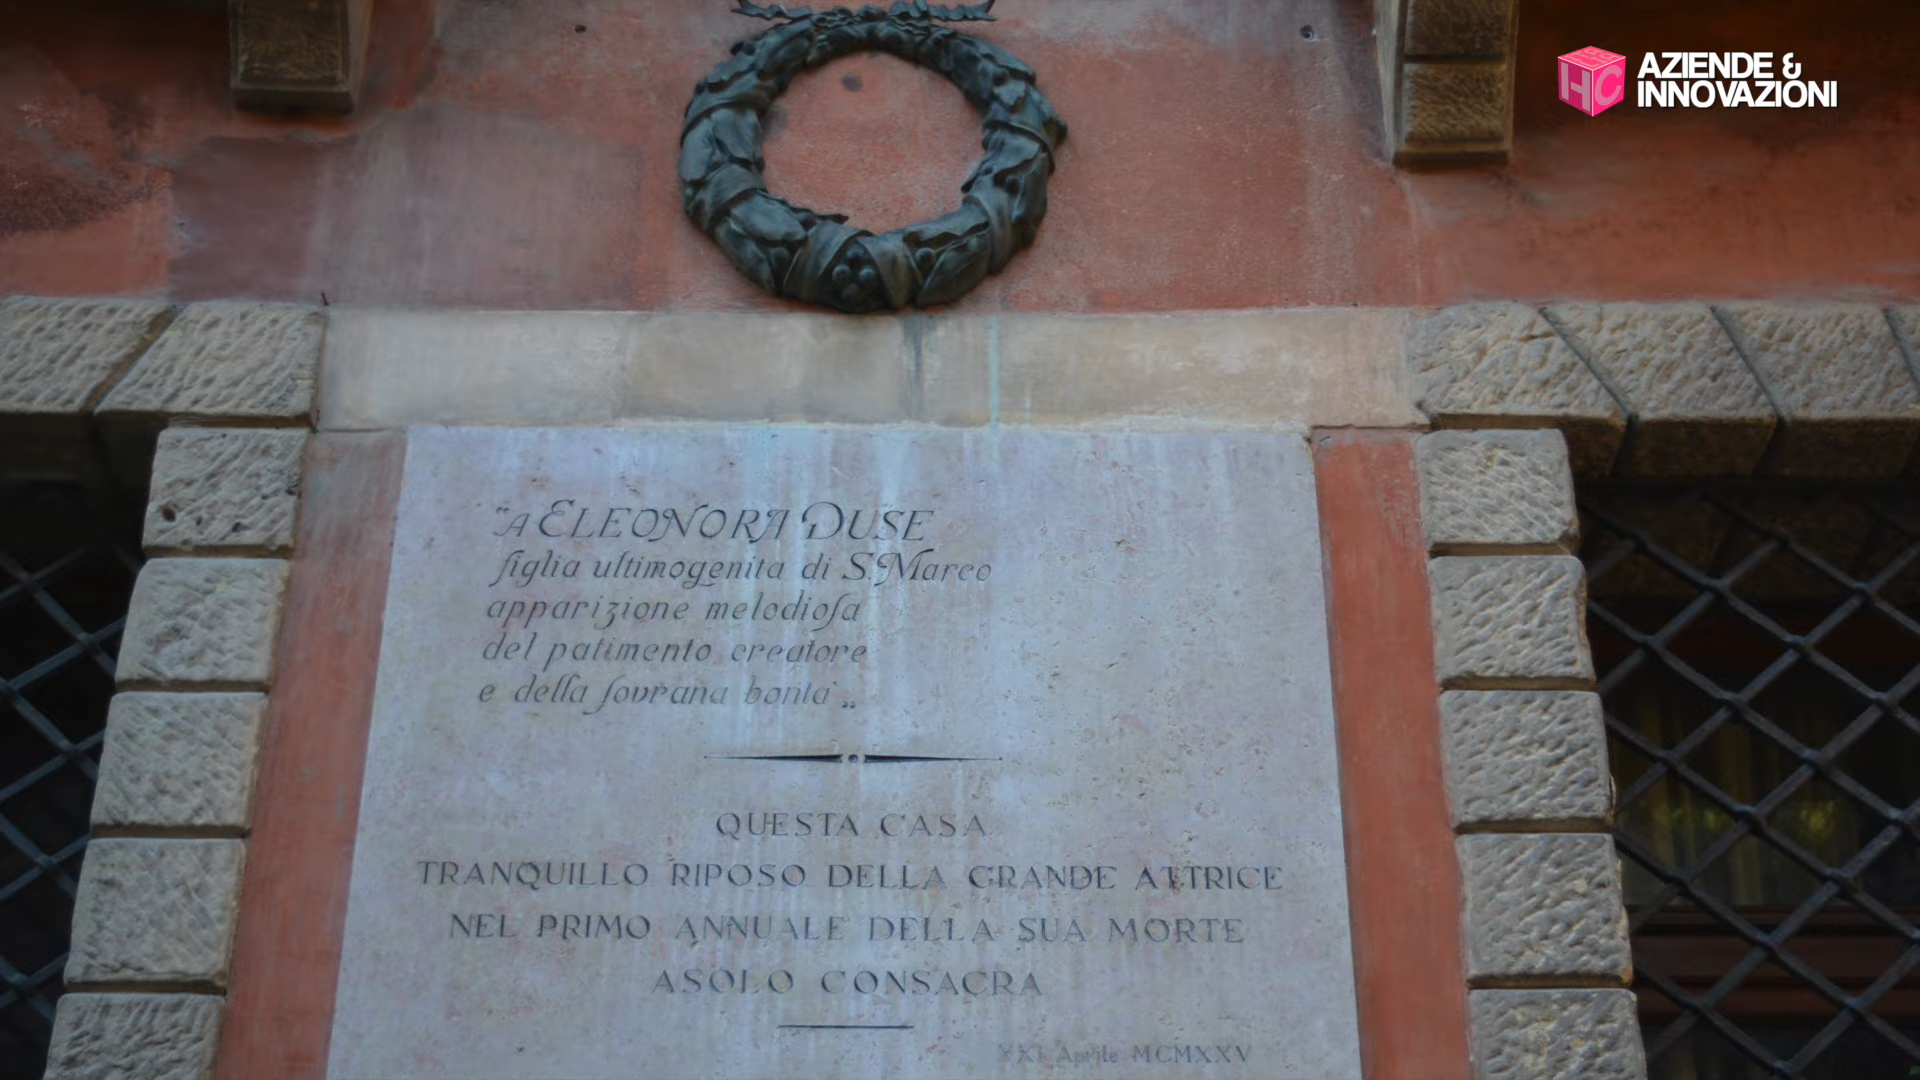 HC
AZIENDE &
INNOVAZIONI
"A ELEONORA DUSE
figlia ultimogenita di S. Marco
apparizione melodioſa
del patimento creatore
e della ſovrana bontà„
QUESTA CASA
TRANQUILLO RIPOSO DELLA GRANDE ATTRICE
NEL PRIMO ANNUALE DELLA SUA MORTE
ASOLO CONSACRA
XXI Aprile MCMXXV